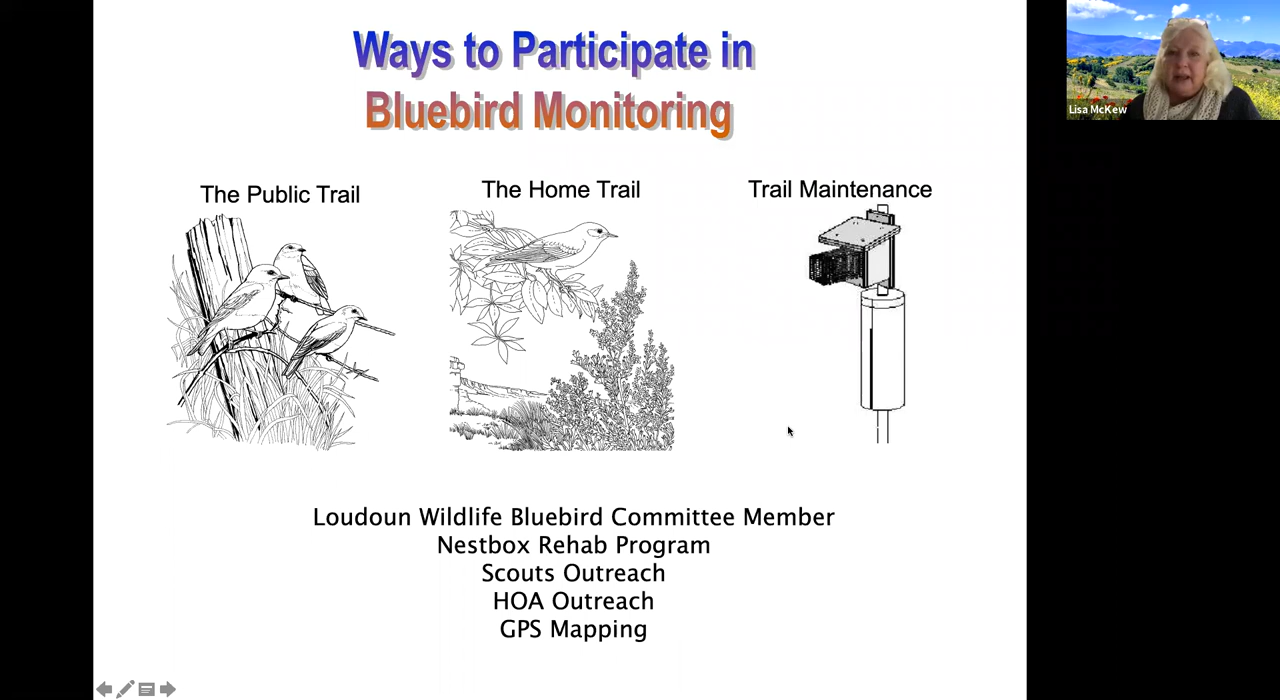 Ways to Participate in
Bluebird Monitoring
Lisa McKew
The Public Trail
The Home Trail
Trail Maintenance
Loudoun Wildlife Bluebird Committee Member
Nestbox Rehab Program
Scouts Outreach
HOA Outreach
GPS Mapping